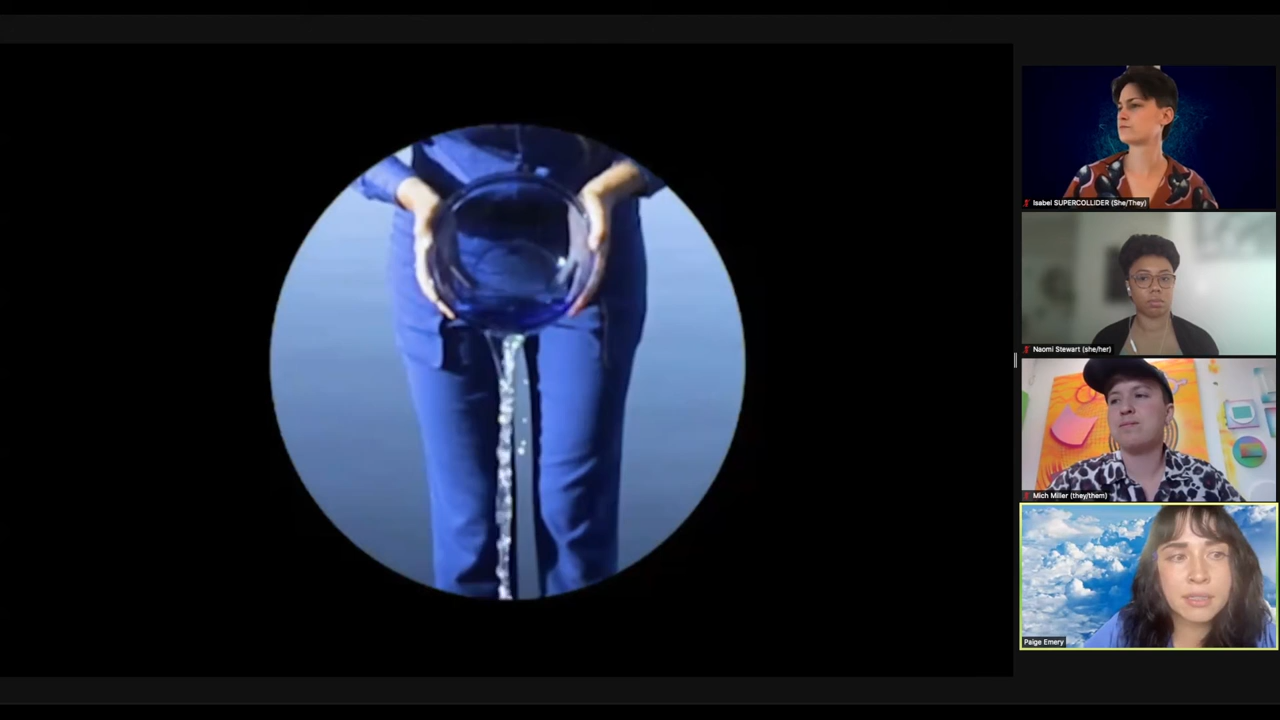 Isabel SUPERCOLLIDER (She/They)
Naomi Stewart (she/her)
Mich Miller (they/them)
Paige Emery